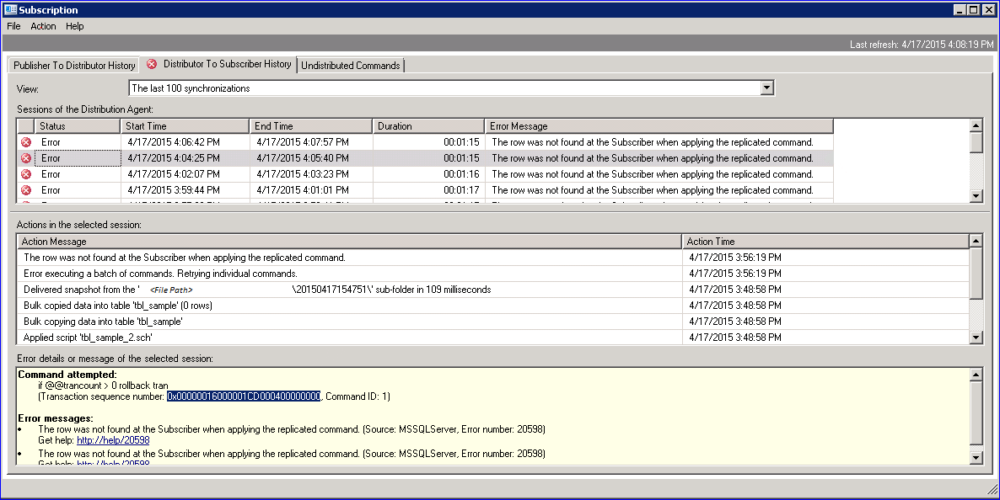 Subscription
File Action Help
Last refresh: 4/17/2015 4:08:19 PM
Publisher To Distributor History Distributor To Subscriber History Undistributed Commands
View: The last 100 synchronizations
Sessions of the Distribution Agent:
Status Start Time End Time Duration Error Message
Error 4/17/2015 4:06:42 PM 4/17/2015 4:07:57 PM 00:01:15 The row was not found at the Subscriber when applying the replicated command.
Error 4/17/2015 4:04:25 PM 4/17/2015 4:05:40 PM 00:01:15 The row was not found at the Subscriber when applying the replicated command.
Error 4/17/2015 4:02:07 PM 4/17/2015 4:03:23 PM 00:01:16 The row was not found at the Subscriber when applying the replicated command.
Error 4/17/2015 3:59:44 PM 4/17/2015 4:01:01 PM 00:01:17 The row was not found at the Subscriber when applying the replicated command.
Actions in the selected session:
Action Message Action Time
The row was not found at the Subscriber when applying the replicated command. 4/17/2015 3:56:19 PM
Error executing a batch of commands. Retrying individual commands. 4/17/2015 3:56:19 PM
Delivered snapshot from the ' <File Path> \20150417154751\' sub-folder in 109 milliseconds 4/17/2015 3:48:58 PM
Bulk copied data into table 'tbl_sample' (0 rows) 4/17/2015 3:48:58 PM
Bulk copying data into table 'tbl_sample' 4/17/2015 3:48:58 PM
Applied script 'tbl_sample_2.sch' 4/17/2015 3:48:58 PM
Error details or message of the selected session:
Command attempted:
if @@trancount > 0 rollback tran
(Transaction sequence number: 0x00000016000001CD000400000000, Command ID: 1)
Error messages:
• The row was not found at the Subscriber when applying the replicated command. (Source: MSSQLServer, Error number: 20598)
Get help: http://help/20598
• The row was not found at the Subscriber when applying the replicated command. (Source: MSSQLServer, Error number: 20598)
Get help: http://help/20598